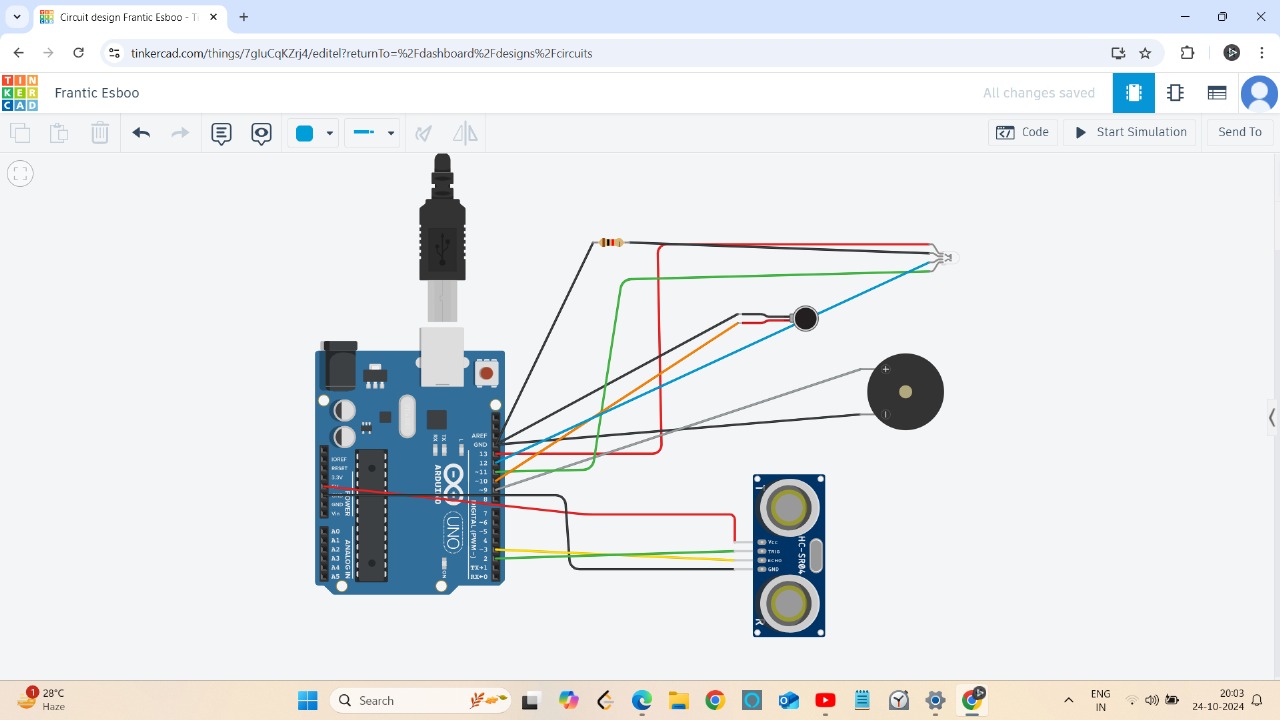 Circuit design Frantic Esboo - Ti
tinkercad.com/things/7gIuCqKZrj4/editel?returnTo=%2Fdashboard%2Fdesigns%2Fcircuits
TIN
KER
CAD
Frantic Esboo
All changes saved
Code
Start Simulation
Send To
AREF
GND
13
12
~11
~10
~9
8
7
~6
~5
4
~3
2
TX→1
RX←0
DIGITAL (PWM~)
IOREF
RESET
3.3V
5V
GND
Vin
POWER
A0
A1
A2
A3
A4
A5
ANALOG IN
RX
TX
L
ARDUINO
UNO
ON
+
T
VCC
TRIG
ECHO
GND
HC-SR04
R
1
28°C
Haze
Search
ENG
IN
20:03
24-10-2024